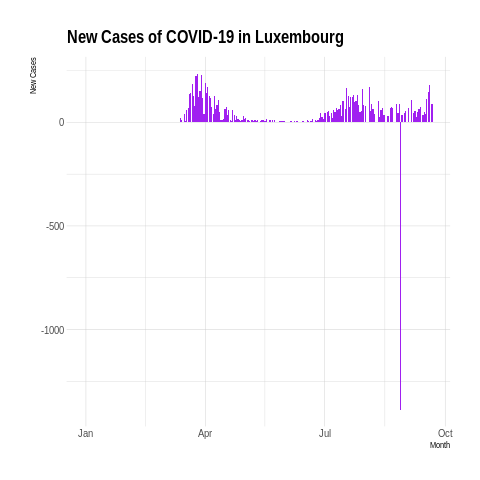 New Cases of COVID-19 in Luxembourg
New Cases
0
-500
-1000
Jan Apr Jul Oct
Month